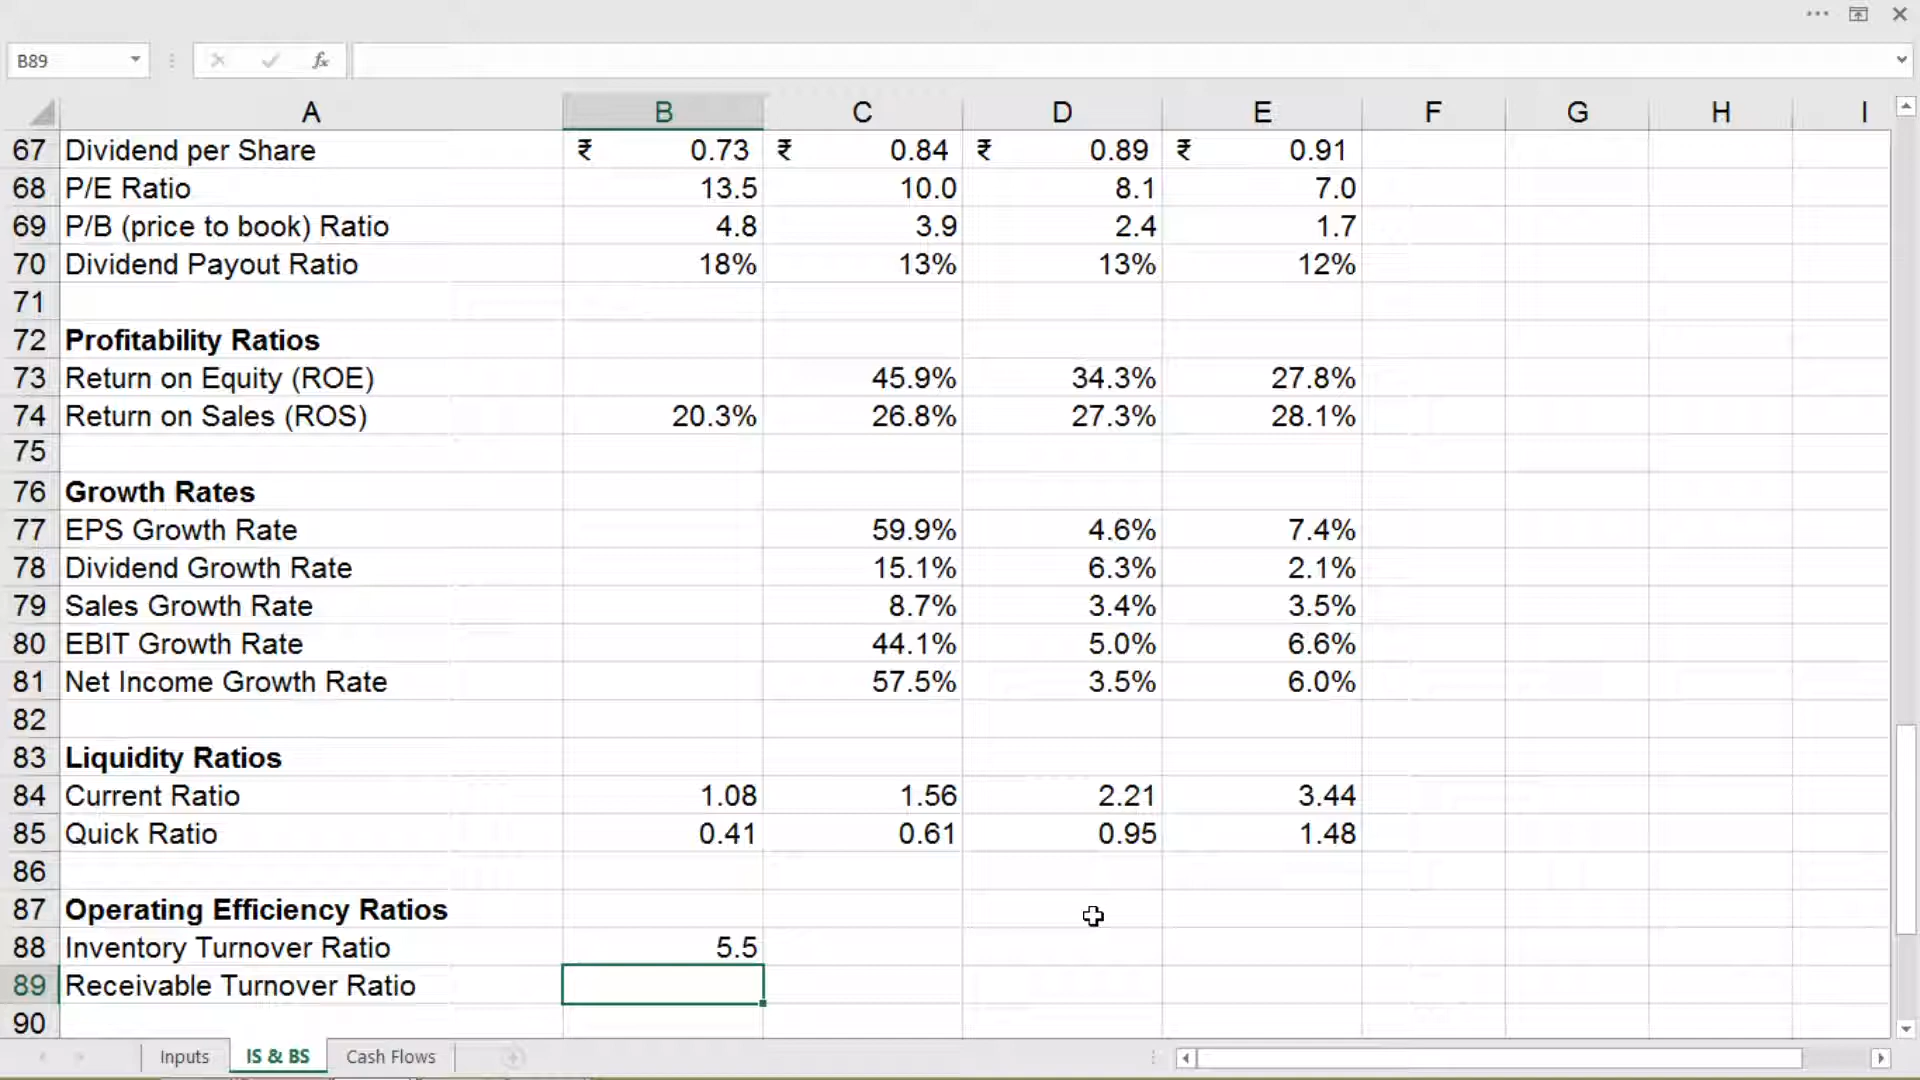 B89 fx
A B C D E F G H I
67 Dividend per Share ₹ 0.73 ₹ 0.84 ₹ 0.89 ₹ 0.91
68 P/E Ratio 13.5 10.0 8.1 7.0
69 P/B (price to book) Ratio 4.8 3.9 2.4 1.7
70 Dividend Payout Ratio 18% 13% 13% 12%
71
72 Profitability Ratios
73 Return on Equity (ROE) 45.9% 34.3% 27.8%
74 Return on Sales (ROS) 20.3% 26.8% 27.3% 28.1%
75
76 Growth Rates
77 EPS Growth Rate 59.9% 4.6% 7.4%
78 Dividend Growth Rate 15.1% 6.3% 2.1%
79 Sales Growth Rate 8.7% 3.4% 3.5%
80 EBIT Growth Rate 44.1% 5.0% 6.6%
81 Net Income Growth Rate 57.5% 3.5% 6.0%
82
83 Liquidity Ratios
84 Current Ratio 1.08 1.56 2.21 3.44
85 Quick Ratio 0.41 0.61 0.95 1.48
86
87 Operating Efficiency Ratios
88 Inventory Turnover Ratio 5.5
89 Receivable Turnover Ratio
90
Inputs IS & BS Cash Flows